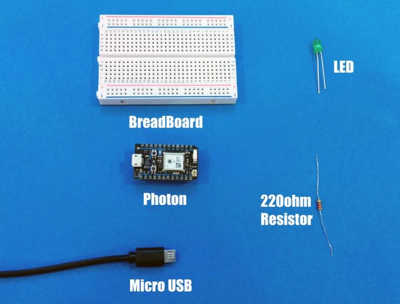 LED
BreadBoard
Photon
220ohm
Resistor
Micro USB